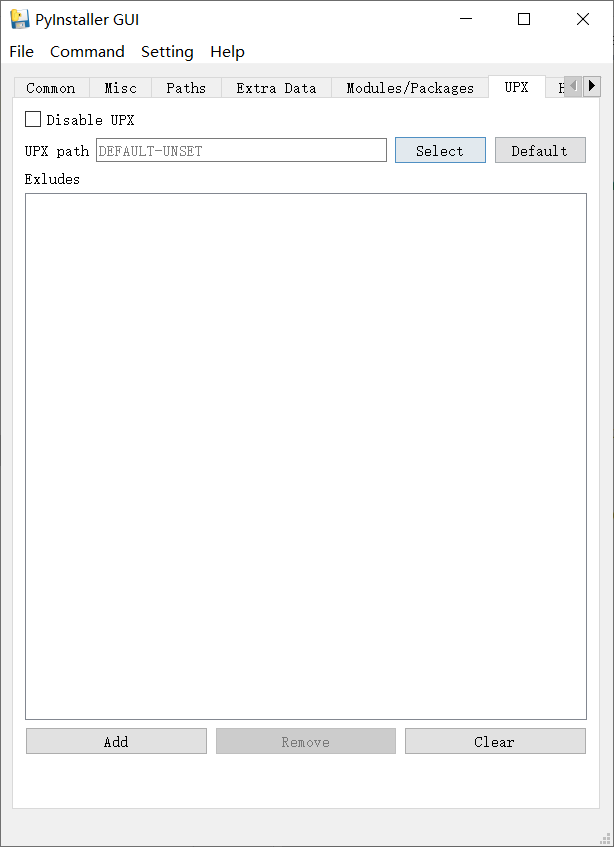 PyInstaller GUI
File Command Setting Help
Common Misc Paths Extra Data Modules/Packages UPX
Disable UPX
UPX path DEFAULT-UNSET Select Default
Exludes
Add Remove Clear